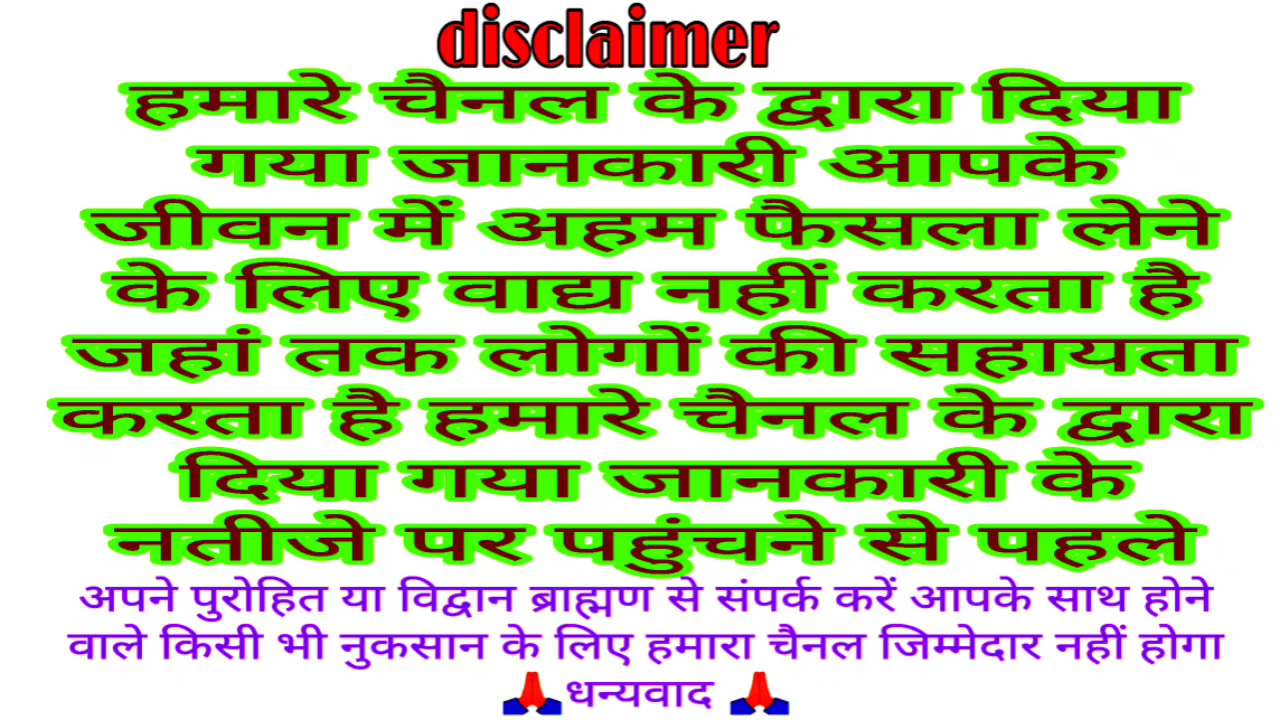 disclaimer
हमारे चैनल के द्वारा दिया
गया जानकारी आपके
जीवन में अहम फैसला लेने
के लिए वाद्य नहीं करता है
जहां तक लोगों की सहायता
करता है हमारे चैनल के द्वारा
दिया गया जानकारी के
नतीजे पर पहुंचने से पहले
अपने पुरोहित या विद्वान ब्राह्मण से संपर्क करें आपके साथ होने
वाले किसी भी नुकसान के लिए हमारा चैनल जिम्मेदार नहीं होगा
🙏धन्यवाद 🙏